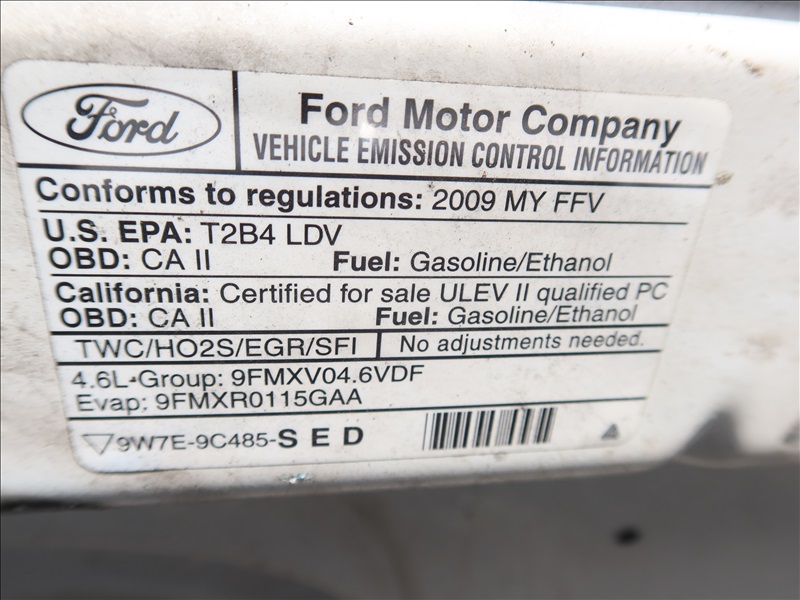 Ford
Ford Motor Company
VEHICLE EMISSION CONTROL INFORMATION
Conforms to regulations: 2009 MY FFV
U.S. EPA: T2B4 LDV
OBD: CA II Fuel: Gasoline/Ethanol
California: Certified for sale ULEV II qualified PC
OBD: CA II Fuel: Gasoline/Ethanol
TWC/HO2S/EGR/SFI No adjustments needed.
4.6L-Group: 9FMXV04.6VDF
Evap: 9FMXR0115GAA
9W7E-9C485-SED